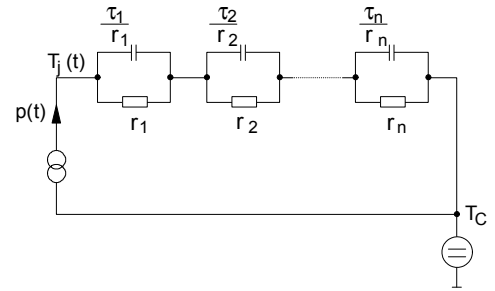 τ1 τ2 τn
r1 r2 rn
Tj (t)
p(t)
r1 r2 rn
TC